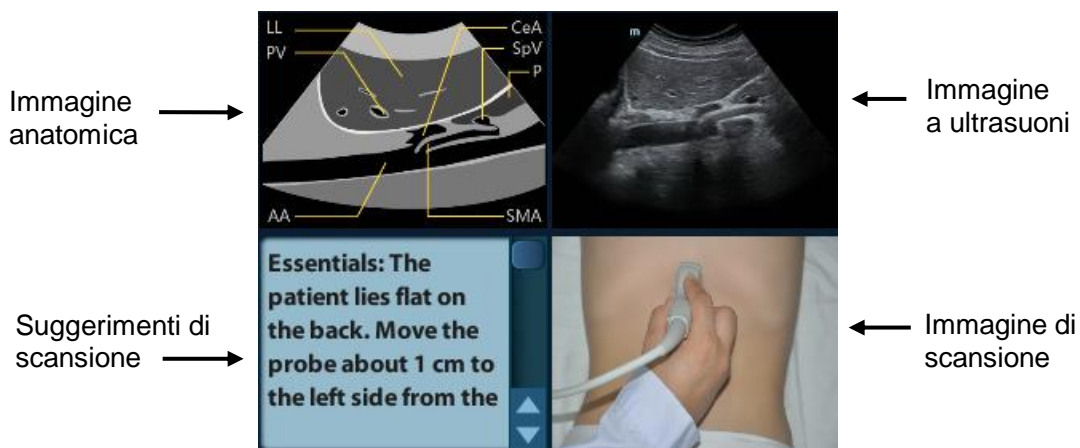 LL
CeA
PV
SpV
P
m
Immagine
anatomica
Immagine
a ultrasuoni
AA
SMA
Essentials: The
patient lies flat on
the back. Move the
probe about 1 cm to
the left side from the
Suggerimenti di
scansione
Immagine di
scansione